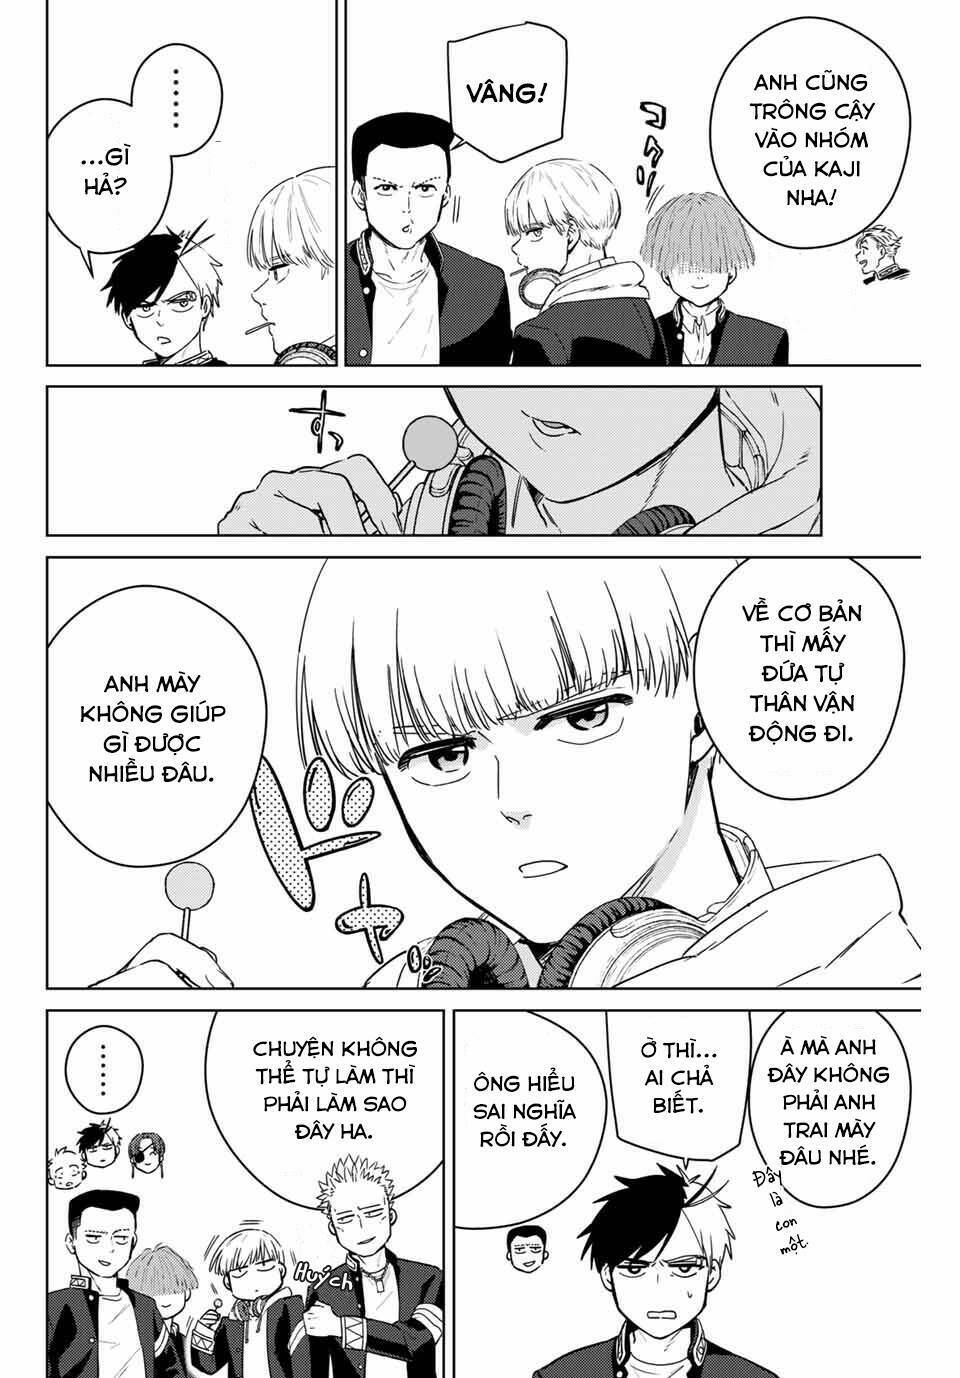 ANH CŨNG
TRÔNG CẬY
VÀO NHÓM
CỦA KAJI
NHA!
コクリ
VÂNG!
......
...GÌ
HẢ?
VỀ CƠ BẢN
THÌ MẤY
ĐỨA TỰ
THÂN VẬN
ĐỘNG ĐI.
ANH MÀY
KHÔNG GIÚP
GÌ ĐƯỢC
NHIỀU ĐÂU.
À MÀ ANH
ĐÂY KHÔNG
PHẢI ANH
TRAI MÀY
ĐÂU NHÉ.
Đây
là
con
một.
Ờ THÌ...
AI CHẢ
BIẾT.
ÔNG HIỂU
SAI NGHĨA
RỒI ĐẤY.
CHUYỆN KHÔNG
THỂ TỰ LÀM THÌ
PHẢI LÀM SAO
ĐÂY HA.
Huých
......